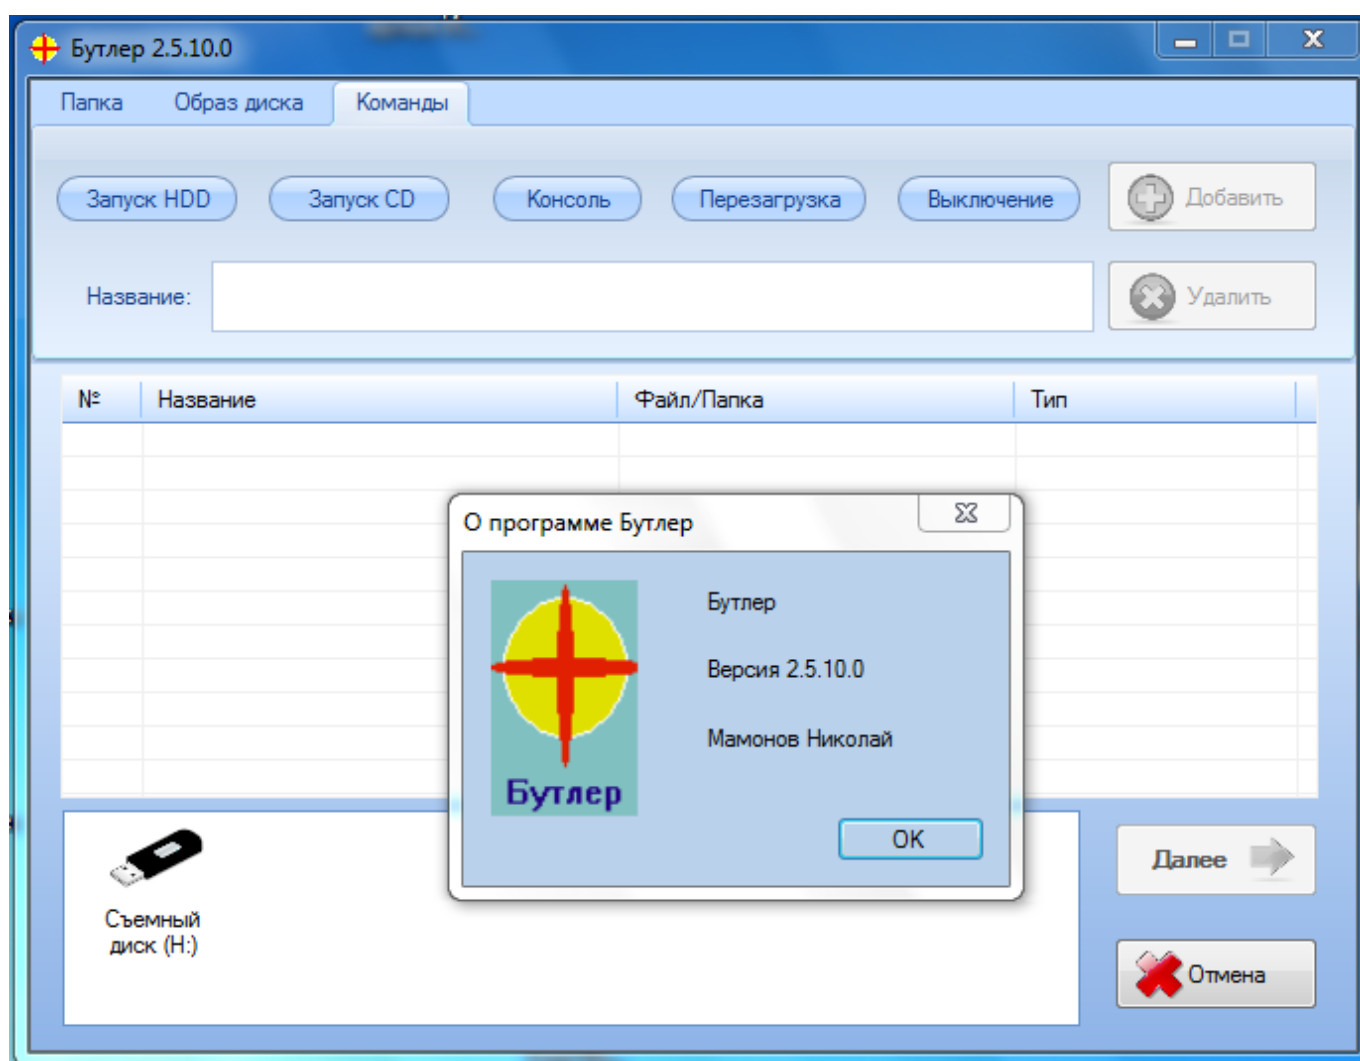 Бутлер 2.5.10.0
Папка Образ диска Команды
Запуск HDD Запуск CD Консоль Перезагрузка Выключение Добавить
Название: Удалить
№ Название Файл/Папка Тип
О программе Бутлер
Бутлер
Версия 2.5.10.0
Мамонов Николай
Бутлер
OK
Съемный
диск (H:)
Далее
Отмена